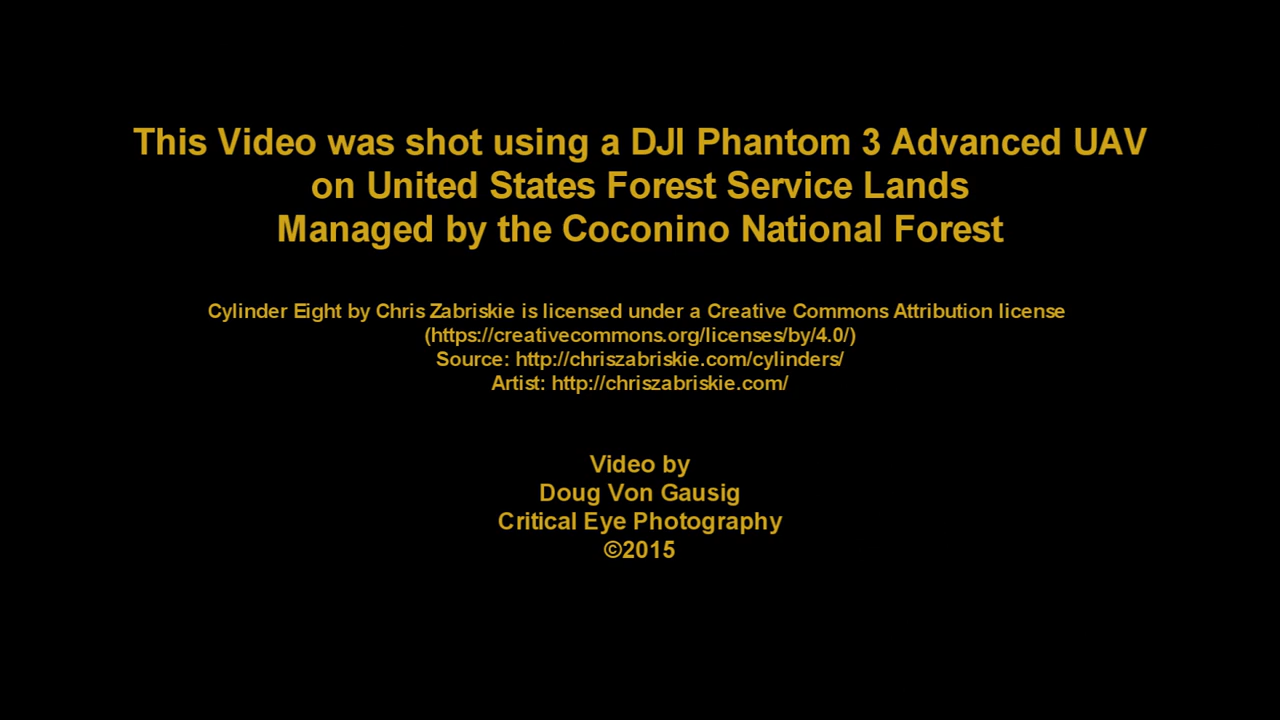 This Video was shot using a DJI Phantom 3 Advanced UAV
on United States Forest Service Lands
Managed by the Coconino National Forest
Cylinder Eight by Chris Zabriskie is licensed under a Creative Commons Attribution license
(https://creativecommons.org/licenses/by/4.0/)
Source: http://chriszabriskie.com/cylinders/
Artist: http://chriszabriskie.com/
Video by
Doug Von Gausig
Critical Eye Photography
©2015